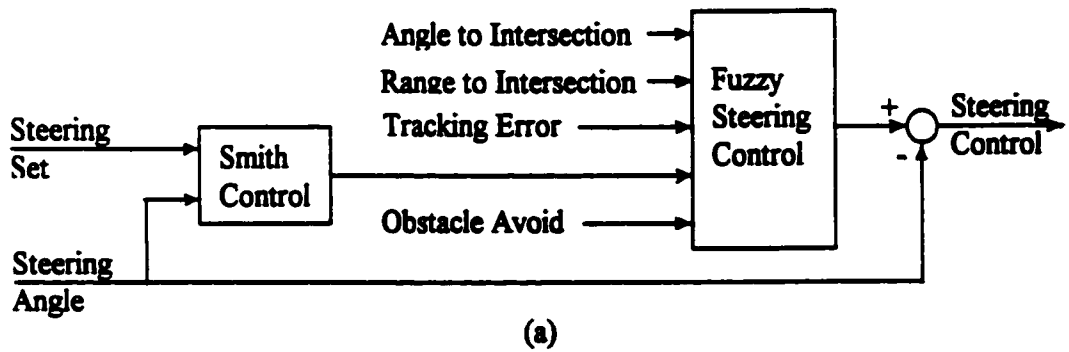 Angle to Intersection
Range to Intersection
Tracking Error
Obstacle Avoid
Steering
Set
Smith
Control
Steering
Angle
Fuzzy
Steering
Control
+
-
Steering
Control
(a)